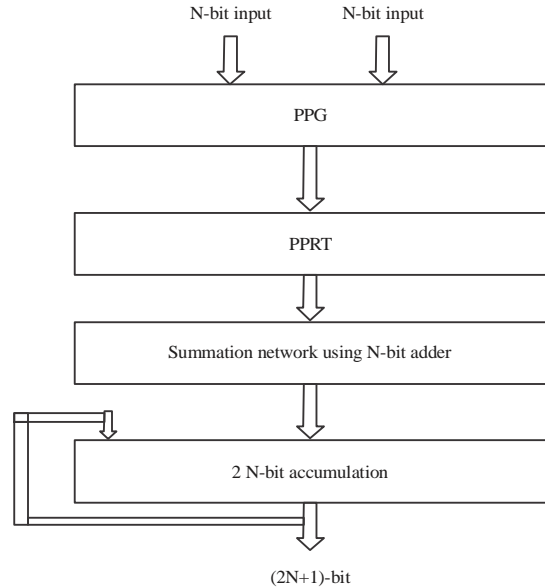 N-bit input N-bit input
PPG
PPRT
Summation network using N-bit adder
2 N-bit accumulation
(2N+1)-bit